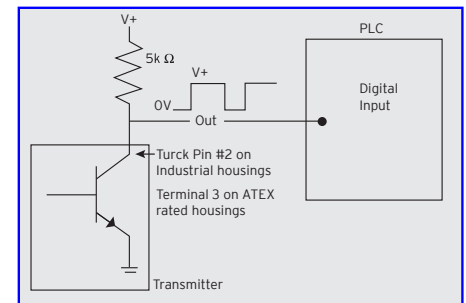 V+
PLC
5k Ω
V+
Digital
Input
0V
Out
Turck Pin #2 on
Industrial housings
Terminal 3 on ATEX
rated housings
Transmitter